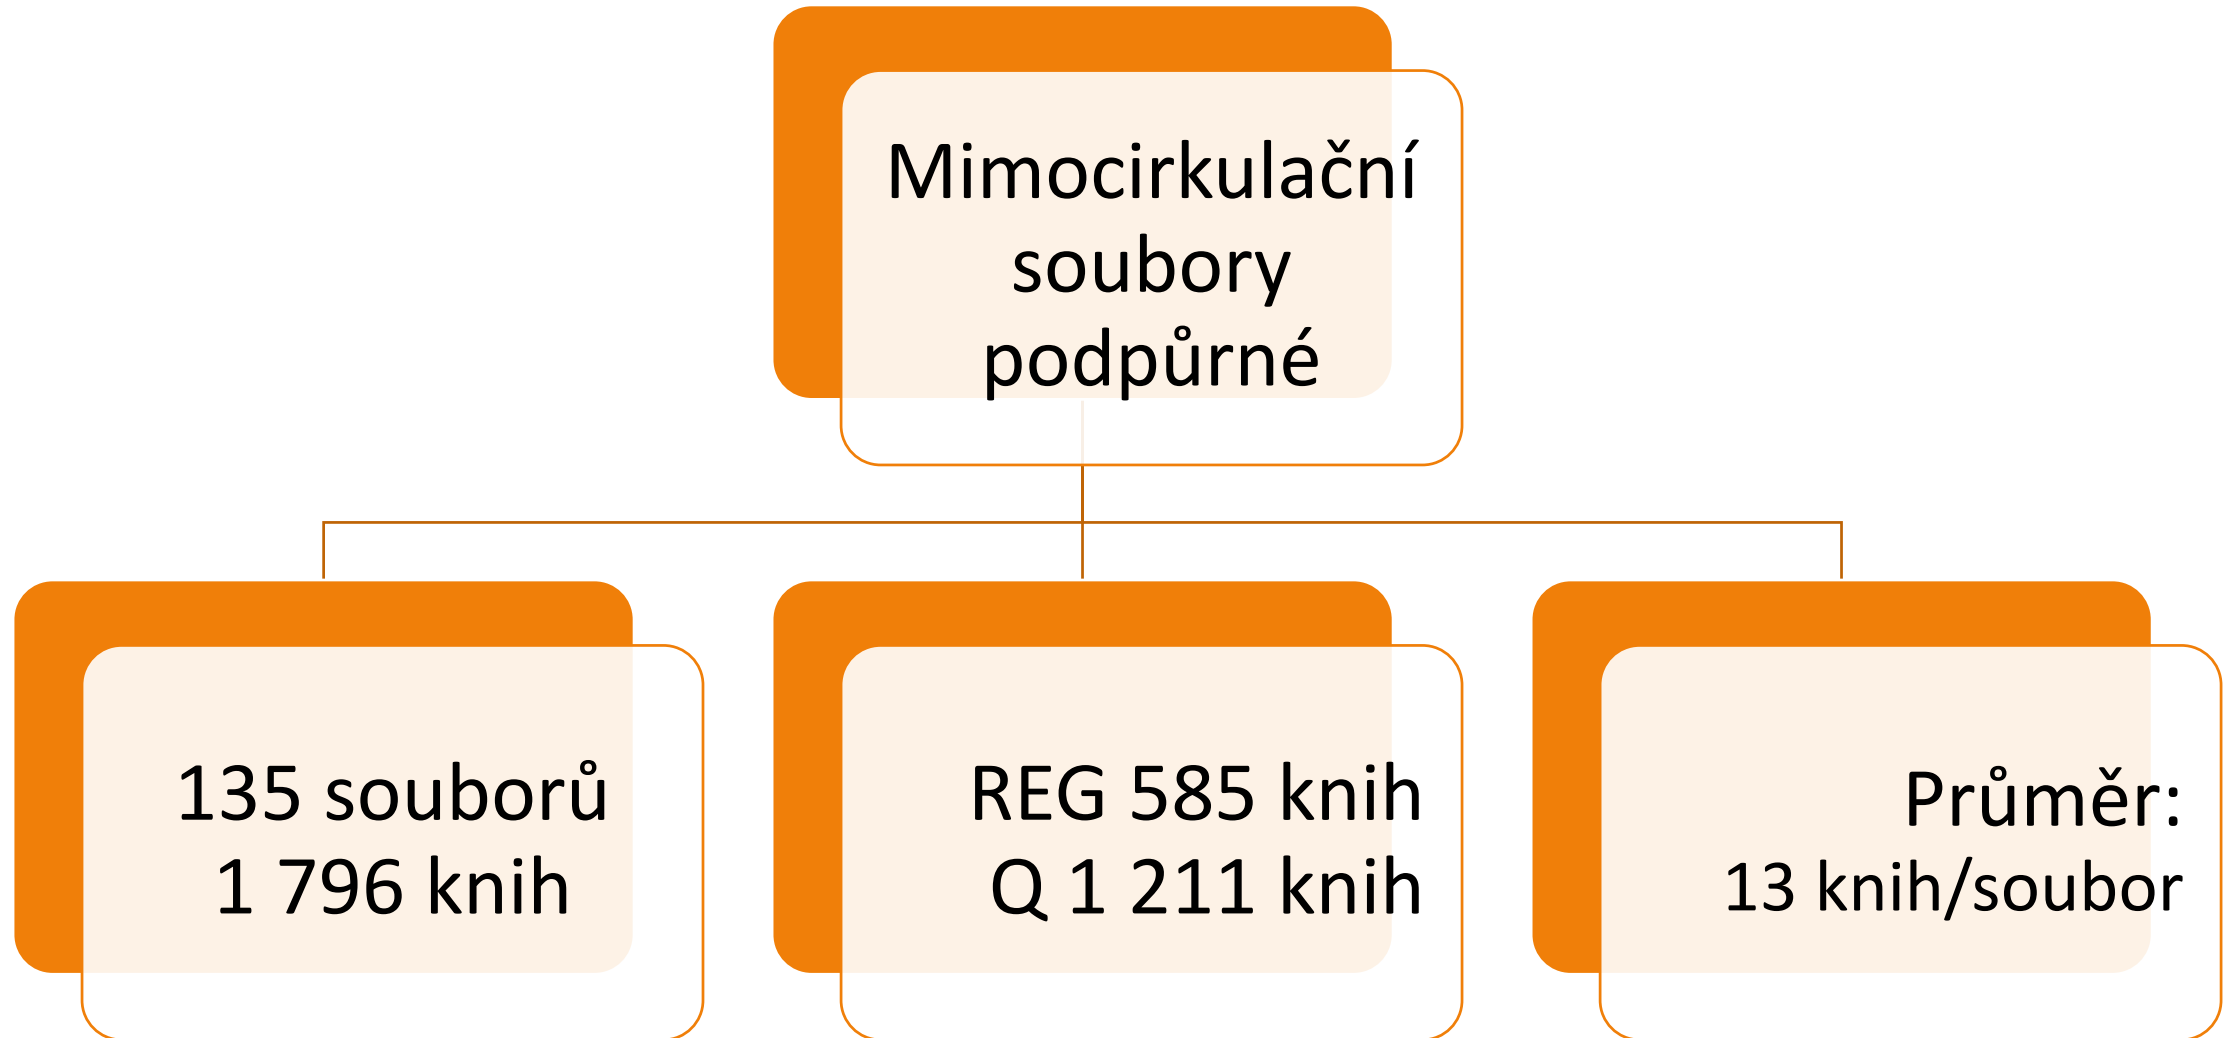 Mimocirkulační
soubory
podpůrné
135 souborů
1 796 knih
REG 585 knih
Q 1 211 knih
Průměr:
13 knih/soubor